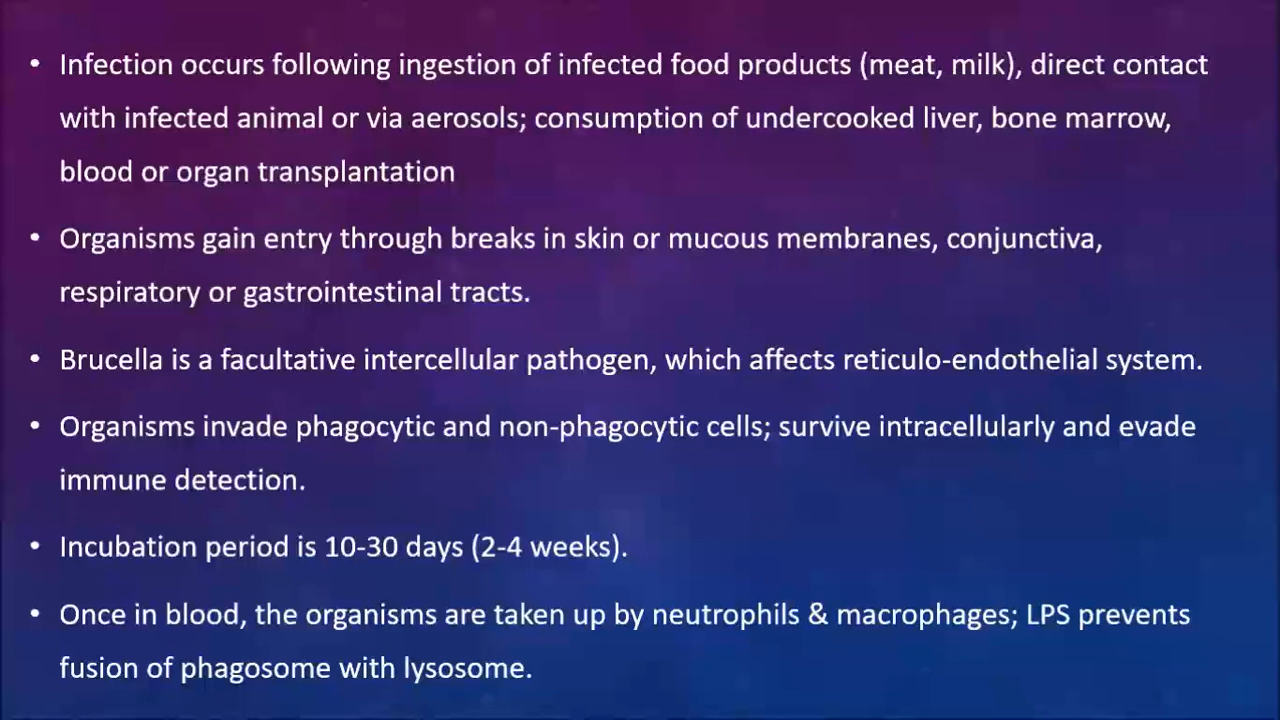 • Infection occurs following ingestion of infected food products (meat, milk), direct contact
with infected animal or via aerosols; consumption of undercooked liver, bone marrow,
blood or organ transplantation
• Organisms gain entry through breaks in skin or mucous membranes, conjunctiva,
respiratory or gastrointestinal tracts.
• Brucella is a facultative intercellular pathogen, which affects reticulo-endothelial system.
• Organisms invade phagocytic and non-phagocytic cells; survive intracellularly and evade
immune detection.
• Incubation period is 10-30 days (2-4 weeks).
• Once in blood, the organisms are taken up by neutrophils & macrophages; LPS prevents
fusion of phagosome with lysosome.